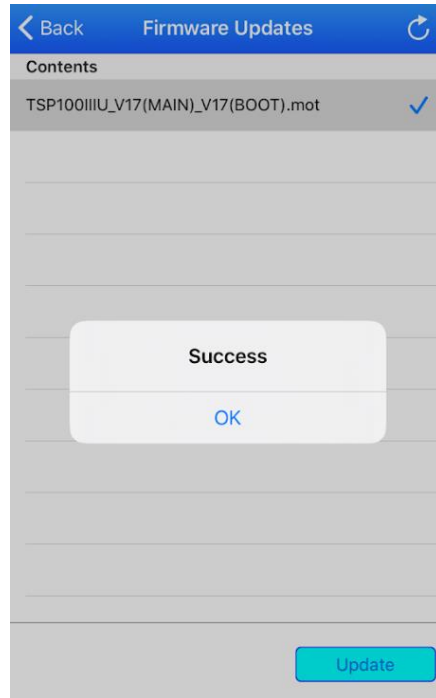 Back
Firmware Updates
Contents
TSP100IIIU_V17(MAIN)_V17(BOOT).mot
Success
OK
Update